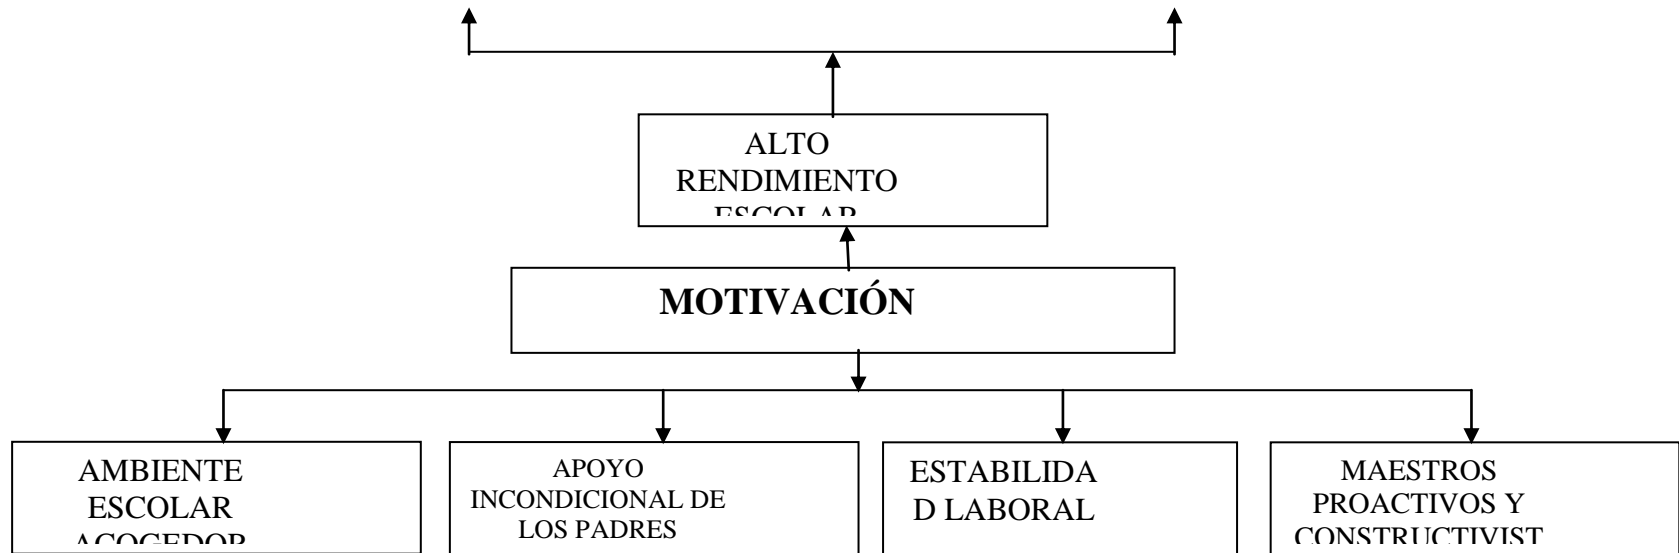 ALTO
RENDIMIENTO
ESCOLAR
MOTIVACIÓN
AMBIENTE
ESCOLAR
ACOGEDOR
APOYO
INCONDICIONAL DE
LOS PADRES
ESTABILIDA
D LABORAL
MAESTROS
PROACTIVOS Y
CONSTRUCTIVIST